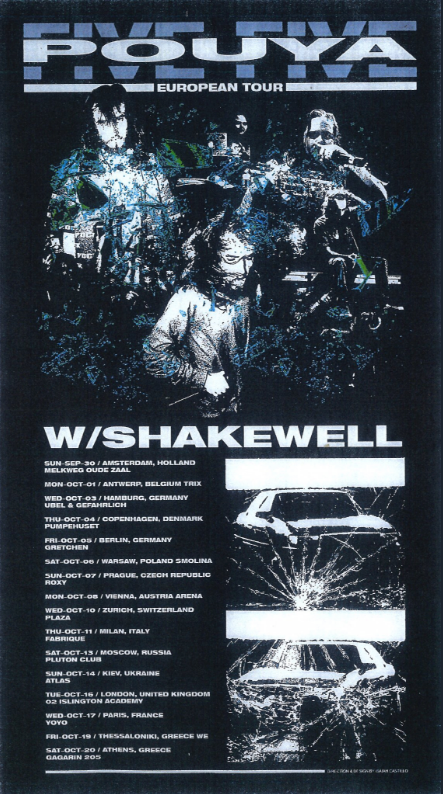 FIVE FIVE
POUYA
EUROPEAN TOUR
W/SHAKEWELL
SUN-SEP-30 / AMSTERDAM, HOLLAND
MELKWEG OUDE ZAAL
MON-OCT-01 / ANTWERP, BELGIUM TRIX
WED-OCT-03 / HAMBURG, GERMANY
UBEL & GEFAHRLICH
THU-OCT-04 / COPENHAGEN, DENMARK
PUMPEHUSET
FRI-OCT-05 / BERLIN, GERMANY
GRETCHEN
SAT-OCT-06 / WARSAW, POLAND SMOLINA
SUN-OCT-07 / PRAGUE, CZECH REPUBLIC
ROXY
MON-OCT-08 / VIENNA, AUSTRIA ARENA
WED-OCT-10 / ZURICH, SWITZERLAND
PLAZA
THU-OCT-11 / MILAN, ITALY
FABRIQUE
SAT-OCT-13 / MOSCOW, RUSSIA
PLUTON CLUB
SUN-OCT-14 / KIEV, UKRAINE
ATLAS
TUE-OCT-16 / LONDON, UNITED KINGDOM
O2 ISLINGTON ACADEMY
WED-OCT-17 / PARIS, FRANCE
YOYO
FRI-OCT-19 / THESSALONIKI, GREECE WE
SAT-OCT-20 / ATHENS, GREECE
GAGARIN 205